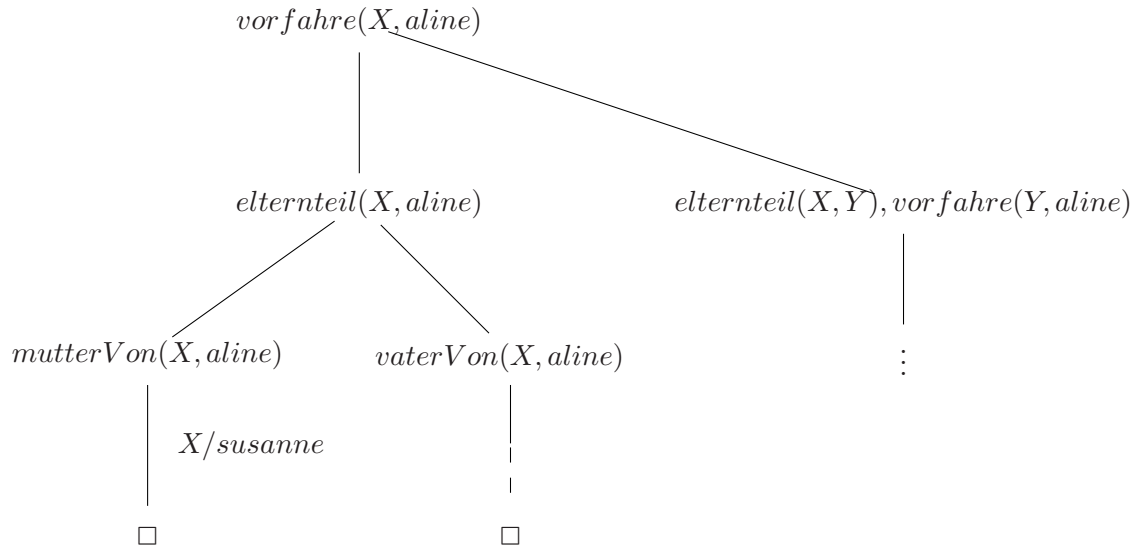 vorfahre(X, aline)
elternteil(X, aline)
elternteil(X, Y), vorfahre(Y, aline)
mutterVon(X, aline)
vaterVon(X, aline)
⋮
X/susanne
□
□